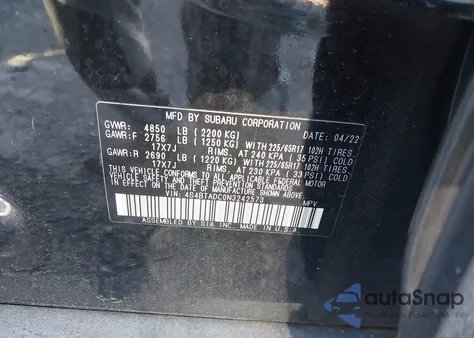 MFD BY SUBARU CORPORATION DATE: 04/22
GVWR: 4850 LB (2200 KG)
GAWR:F 2756 LB (1250 KG) WITH 225/65R17 102H TIRES
17X7J RIMS, AT 240 KPA (35 PSI) COLD
GAWR:R 2690 LB (1220 KG) WITH 225/65R17 102H TIRES
17X7J RIMS, AT 230 KPA (33 PSI) COLD
THIS VEHICLE CONFORMS TO ALL APPLICABLE FEDERAL MOTOR
VEHICLE SAFETY AND BUMPER STANDARDS IN EFFECT ON THE DATE OF
MANUFACTURE SHOWN ABOVE.
VIN: 4S4BTADC0N3242573 MPV
ASSEMBLED BY SIA INC. MADE IN U.S.A.
autoSnap